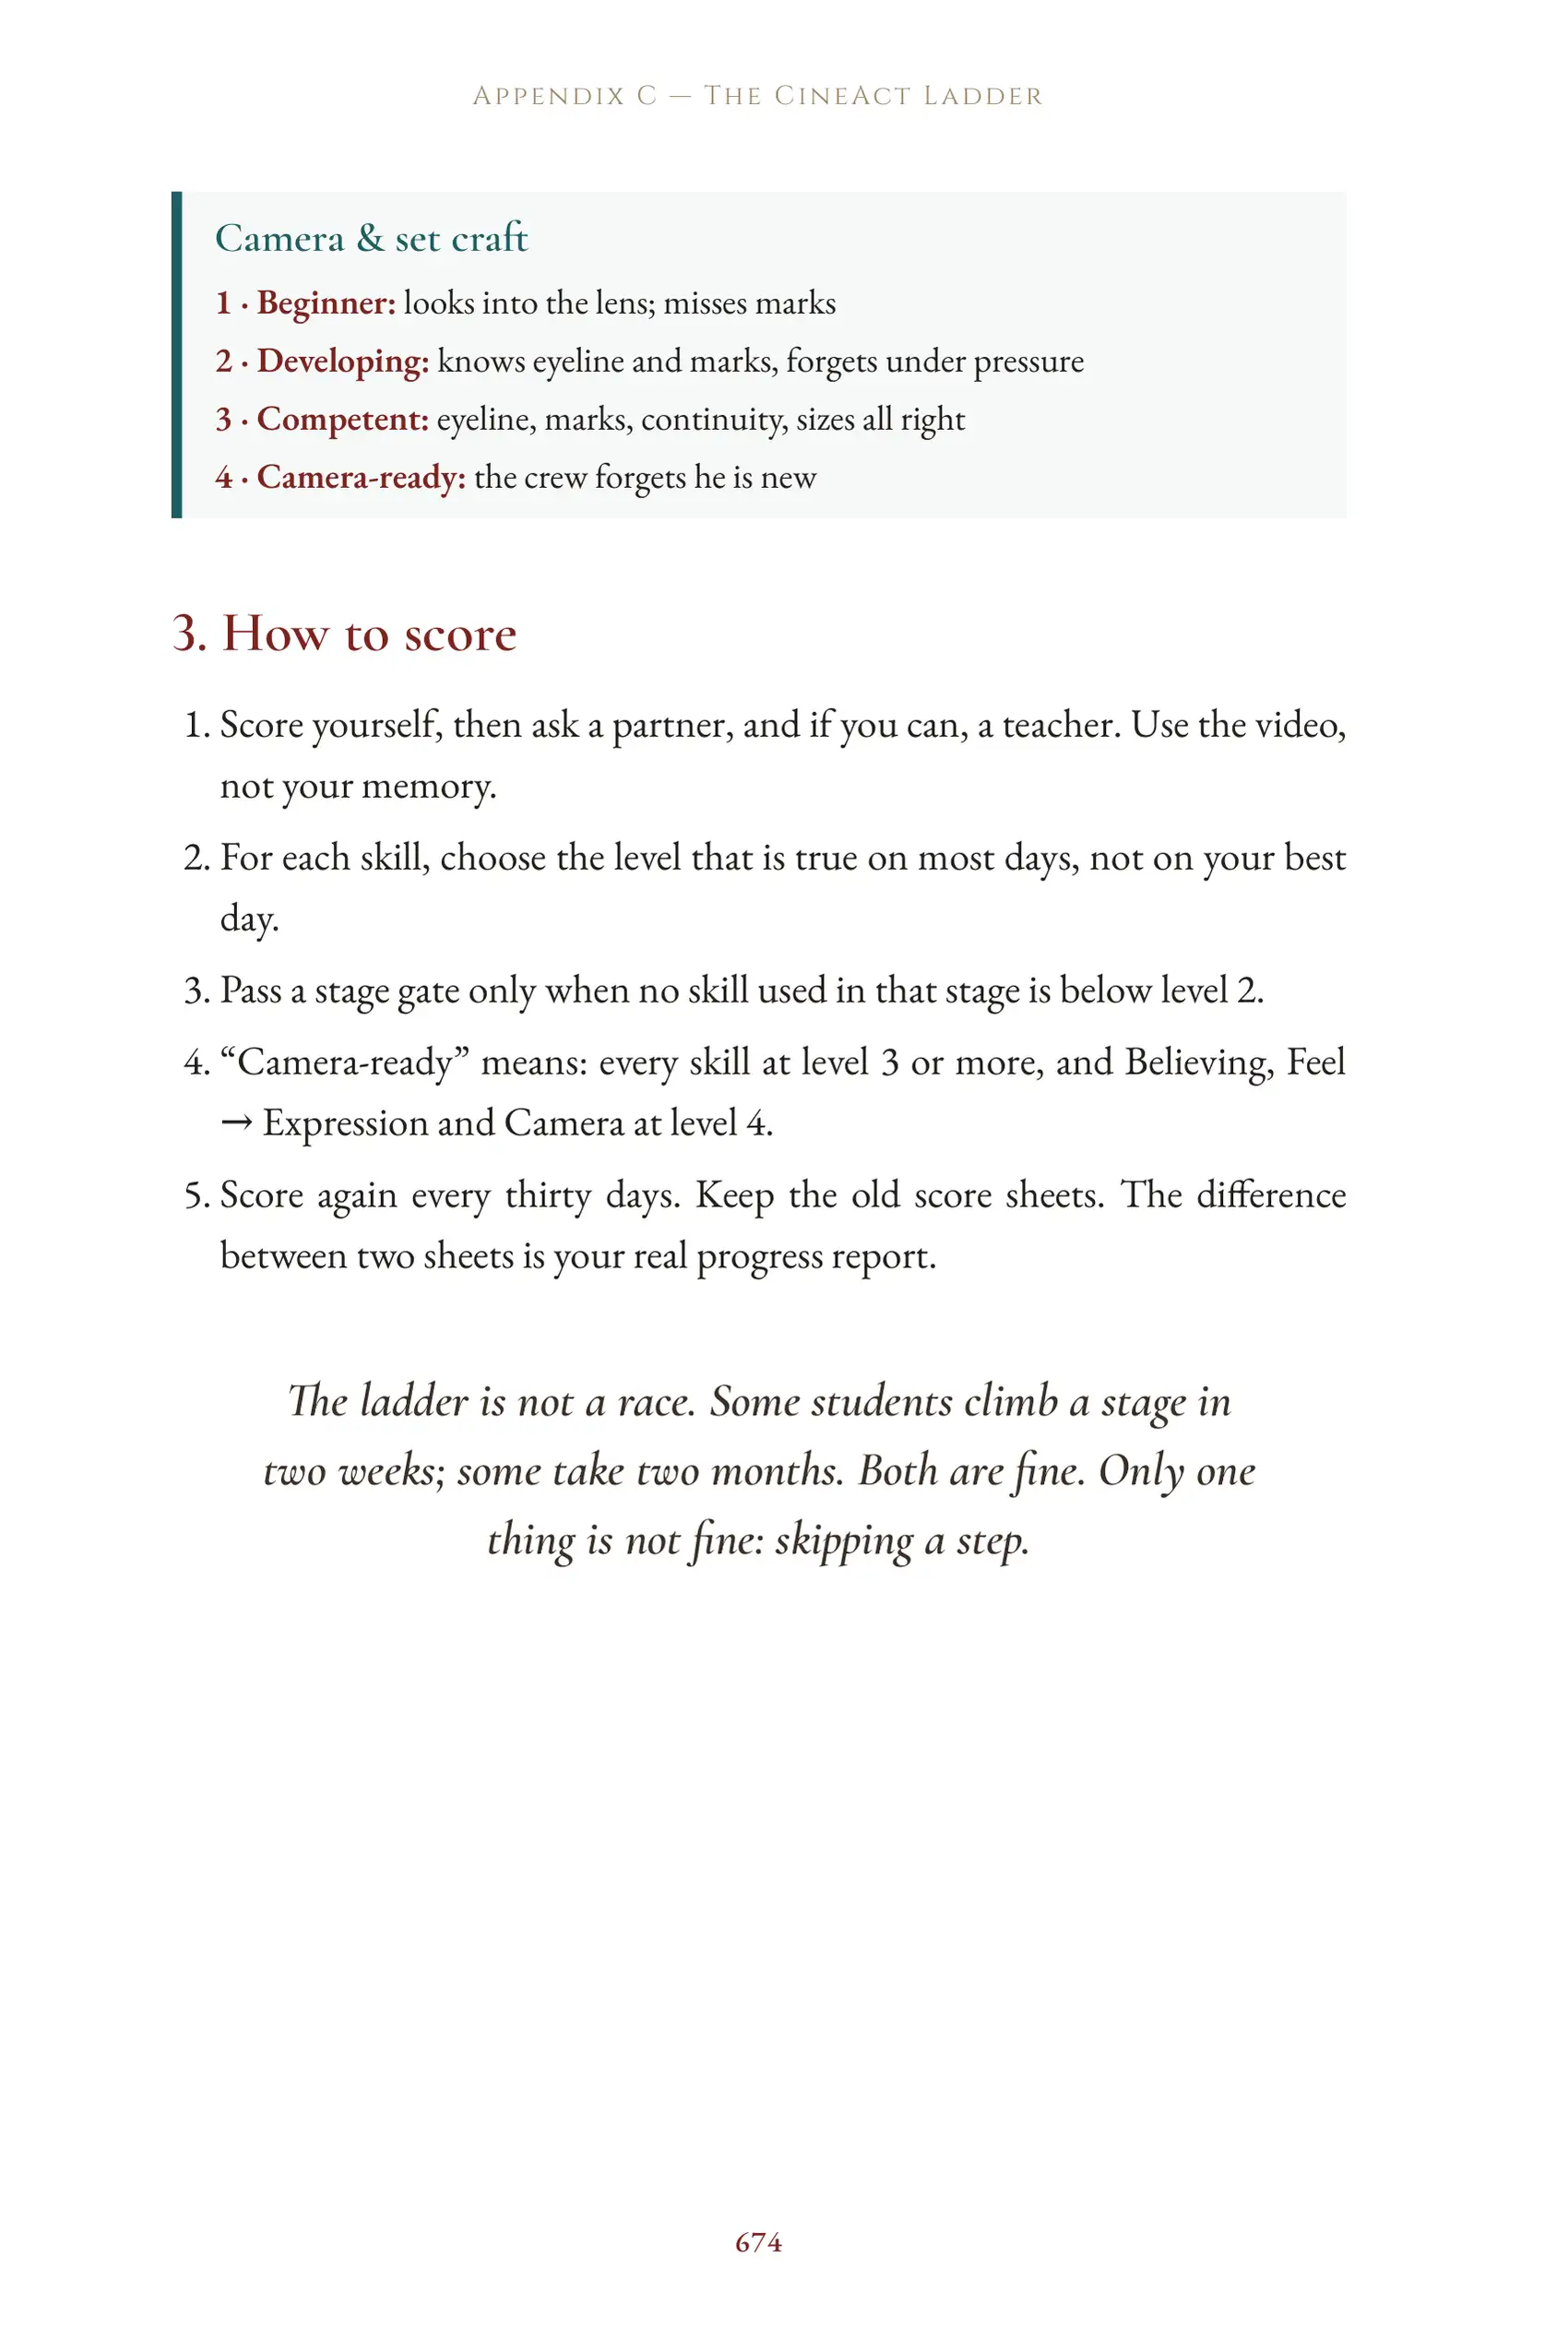 Appendix C — The CineAct Ladder
Camera & set craft
1 · Beginner: looks into the lens; misses marks
2 · Developing: knows eyeline and marks, forgets under pressure
3 · Competent: eyeline, marks, continuity, sizes all right
4 · Camera-ready: the crew forgets he is new
3. How to score
1. Score yourself, then ask a partner, and if you can, a teacher. Use the video,
not your memory.
2. For each skill, choose the level that is true on most days, not on your best
day.
3. Pass a stage gate only when no skill used in that stage is below level 2.
4. “Camera-ready” means: every skill at level 3 or more, and Believing, Feel
→ Expression and Camera at level 4.
5. Score again every thirty days. Keep the old score sheets. The difference
between two sheets is your real progress report.
The ladder is not a race. Some students climb a stage in
two weeks; some take two months. Both are fine. Only one
thing is not fine: skipping a step.
674